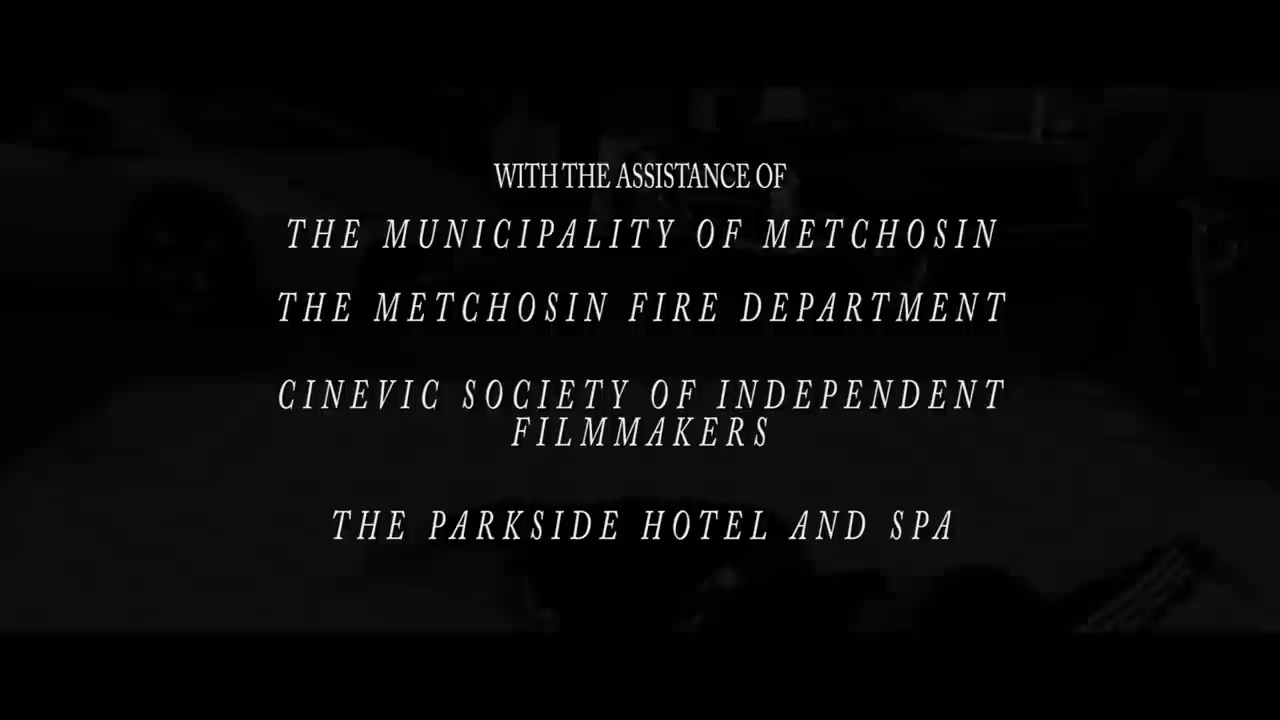 WITH THE ASSISTANCE OF
THE MUNICIPALITY OF METCHOSIN
THE METCHOSIN FIRE DEPARTMENT
CINEVIC SOCIETY OF INDEPENDENT
FILMMAKERS
THE PARKSIDE HOTEL AND SPA